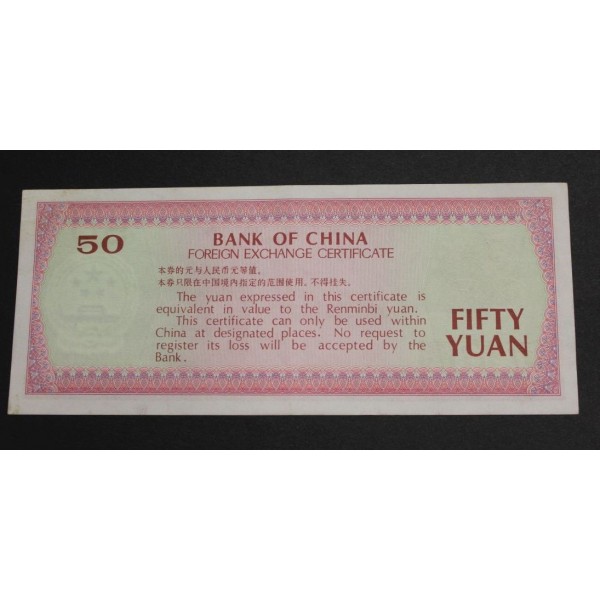 50
BANK OF CHINA
FOREIGN EXCHANGE CERTIFICATE
本券的元与人民币元等值。
本券只限在中国境内指定的范围使用，不得挂失。
The yuan expressed in this certificate is
equivalent in value to the Renminbi yuan.
This certificate can only be used within
China at designated places. No request to
register its loss will be accepted by the
Bank.
FIFTY
YUAN